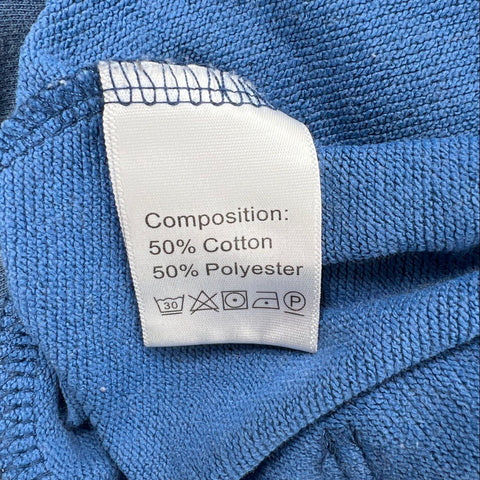 Composition:
50% Cotton
50% Polyester
30 P